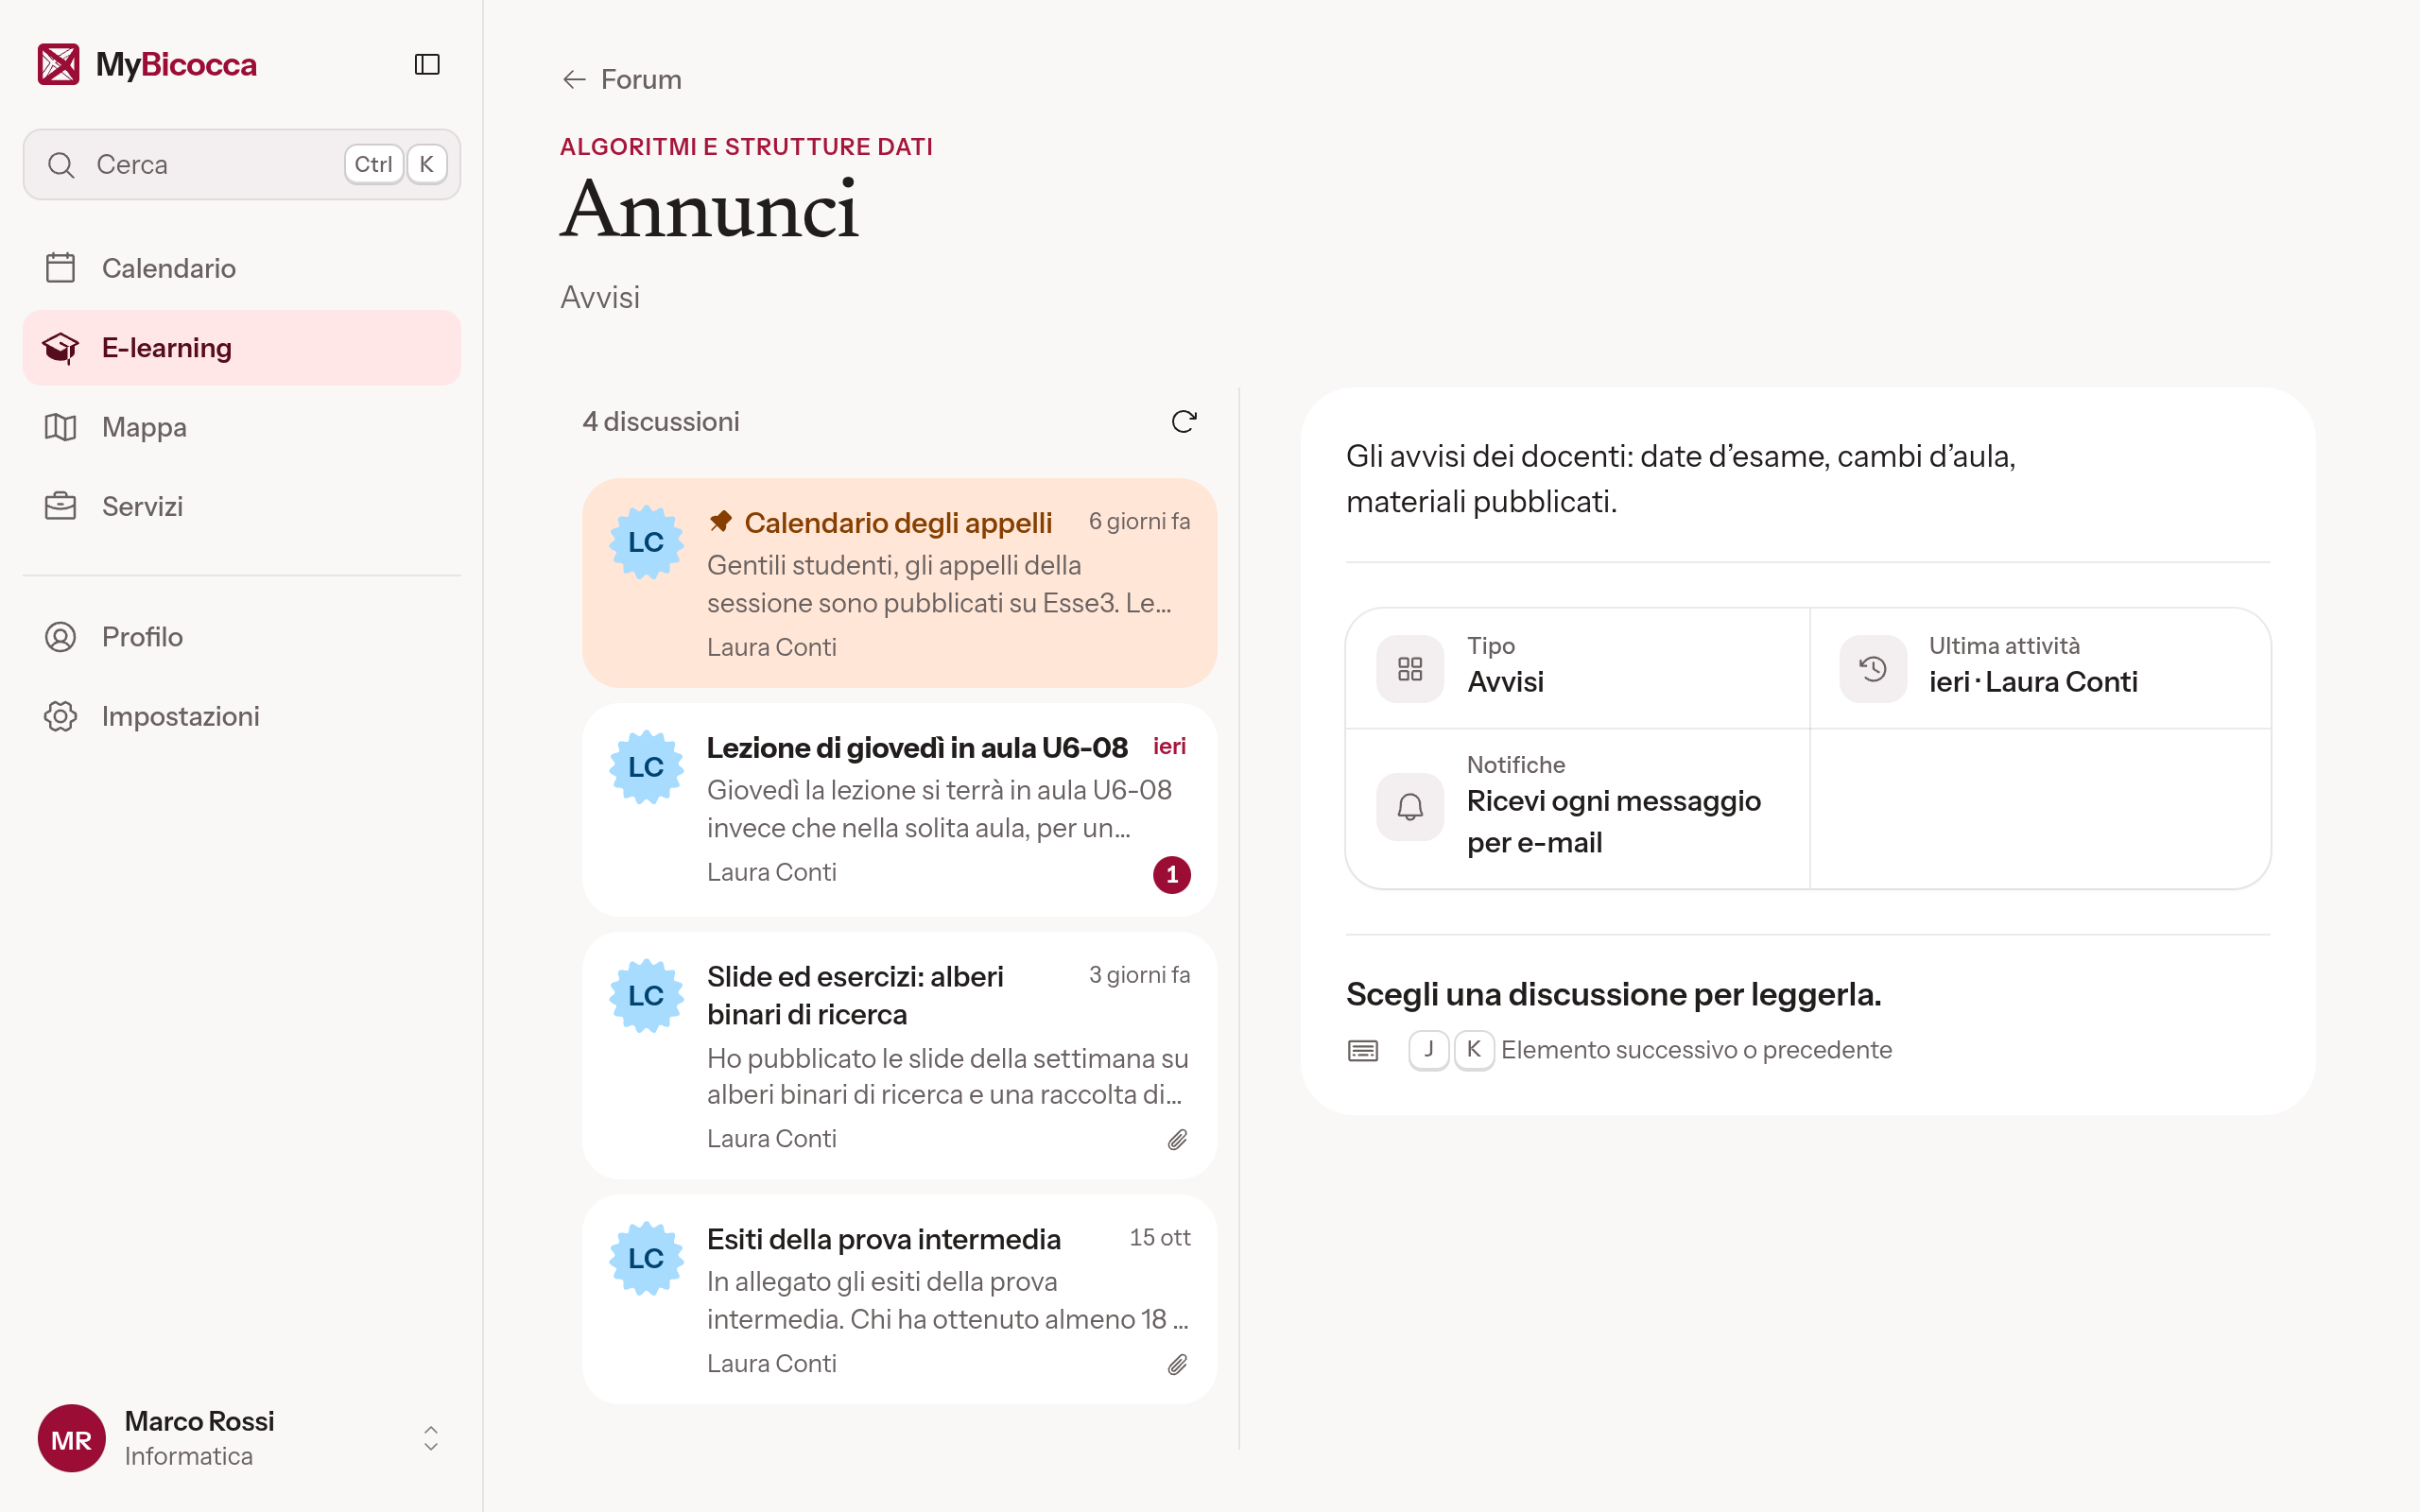 MyBicocca
Cerca
Ctrl K
Calendario
E-learning
Mappa
Servizi
Profilo
Impostazioni
MR
Marco Rossi
Informatica
Forum
ALGORITMI E STRUTTURE DATI
Annunci
Avvisi
4 discussioni
LC
Calendario degli appelli
6 giorni fa
Gentili studenti, gli appelli della
sessione sono pubblicati su Esse3. Le…
Laura Conti
LC
Lezione di giovedì in aula U6-08
ieri
Giovedì la lezione si terrà in aula U6-08
invece che nella solita aula, per un…
Laura Conti
1
LC
Slide ed esercizi: alberi
binari di ricerca
3 giorni fa
Ho pubblicato le slide della settimana su
alberi binari di ricerca e una raccolta di…
Laura Conti
LC
Esiti della prova intermedia
15 ott
In allegato gli esiti della prova
intermedia. Chi ha ottenuto almeno 18 …
Laura Conti
Gli avvisi dei docenti: date d’esame, cambi d’aula,
materiali pubblicati.
Tipo
Avvisi
Ultima attività
ieri · Laura Conti
Notifiche
Ricevi ogni messaggio
per e-mail
Scegli una discussione per leggerla.
J K Elemento successivo o precedente